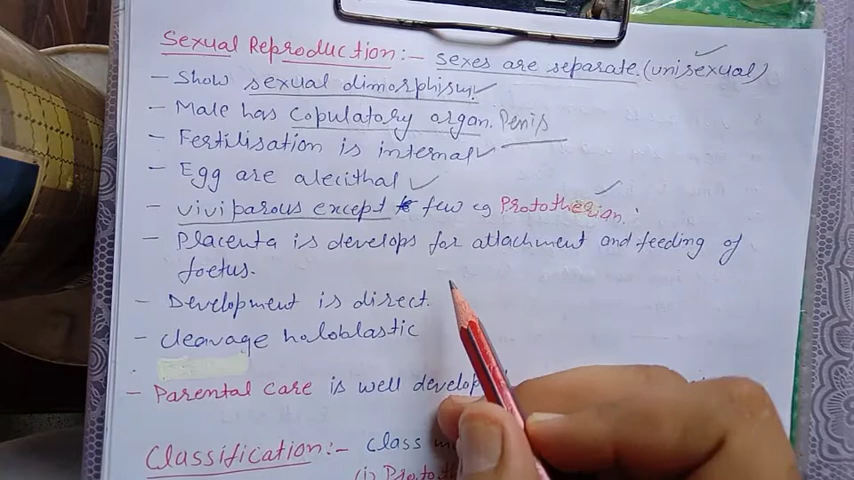 Sexual Reproduction:- Sexes are separate. (unisexual)
- Show sexual dimorphism.
- Male has copulatory organ. Penis
- Fertilisation is internal
- Egg are alecithal
- viviparous except few eg Prototherian.
- Placenta is develops for attachment and feeding of
foetus.
- Development is direct.
- cleavage holoblastic
- Parental care is well develop
Classification:- Class
(i)